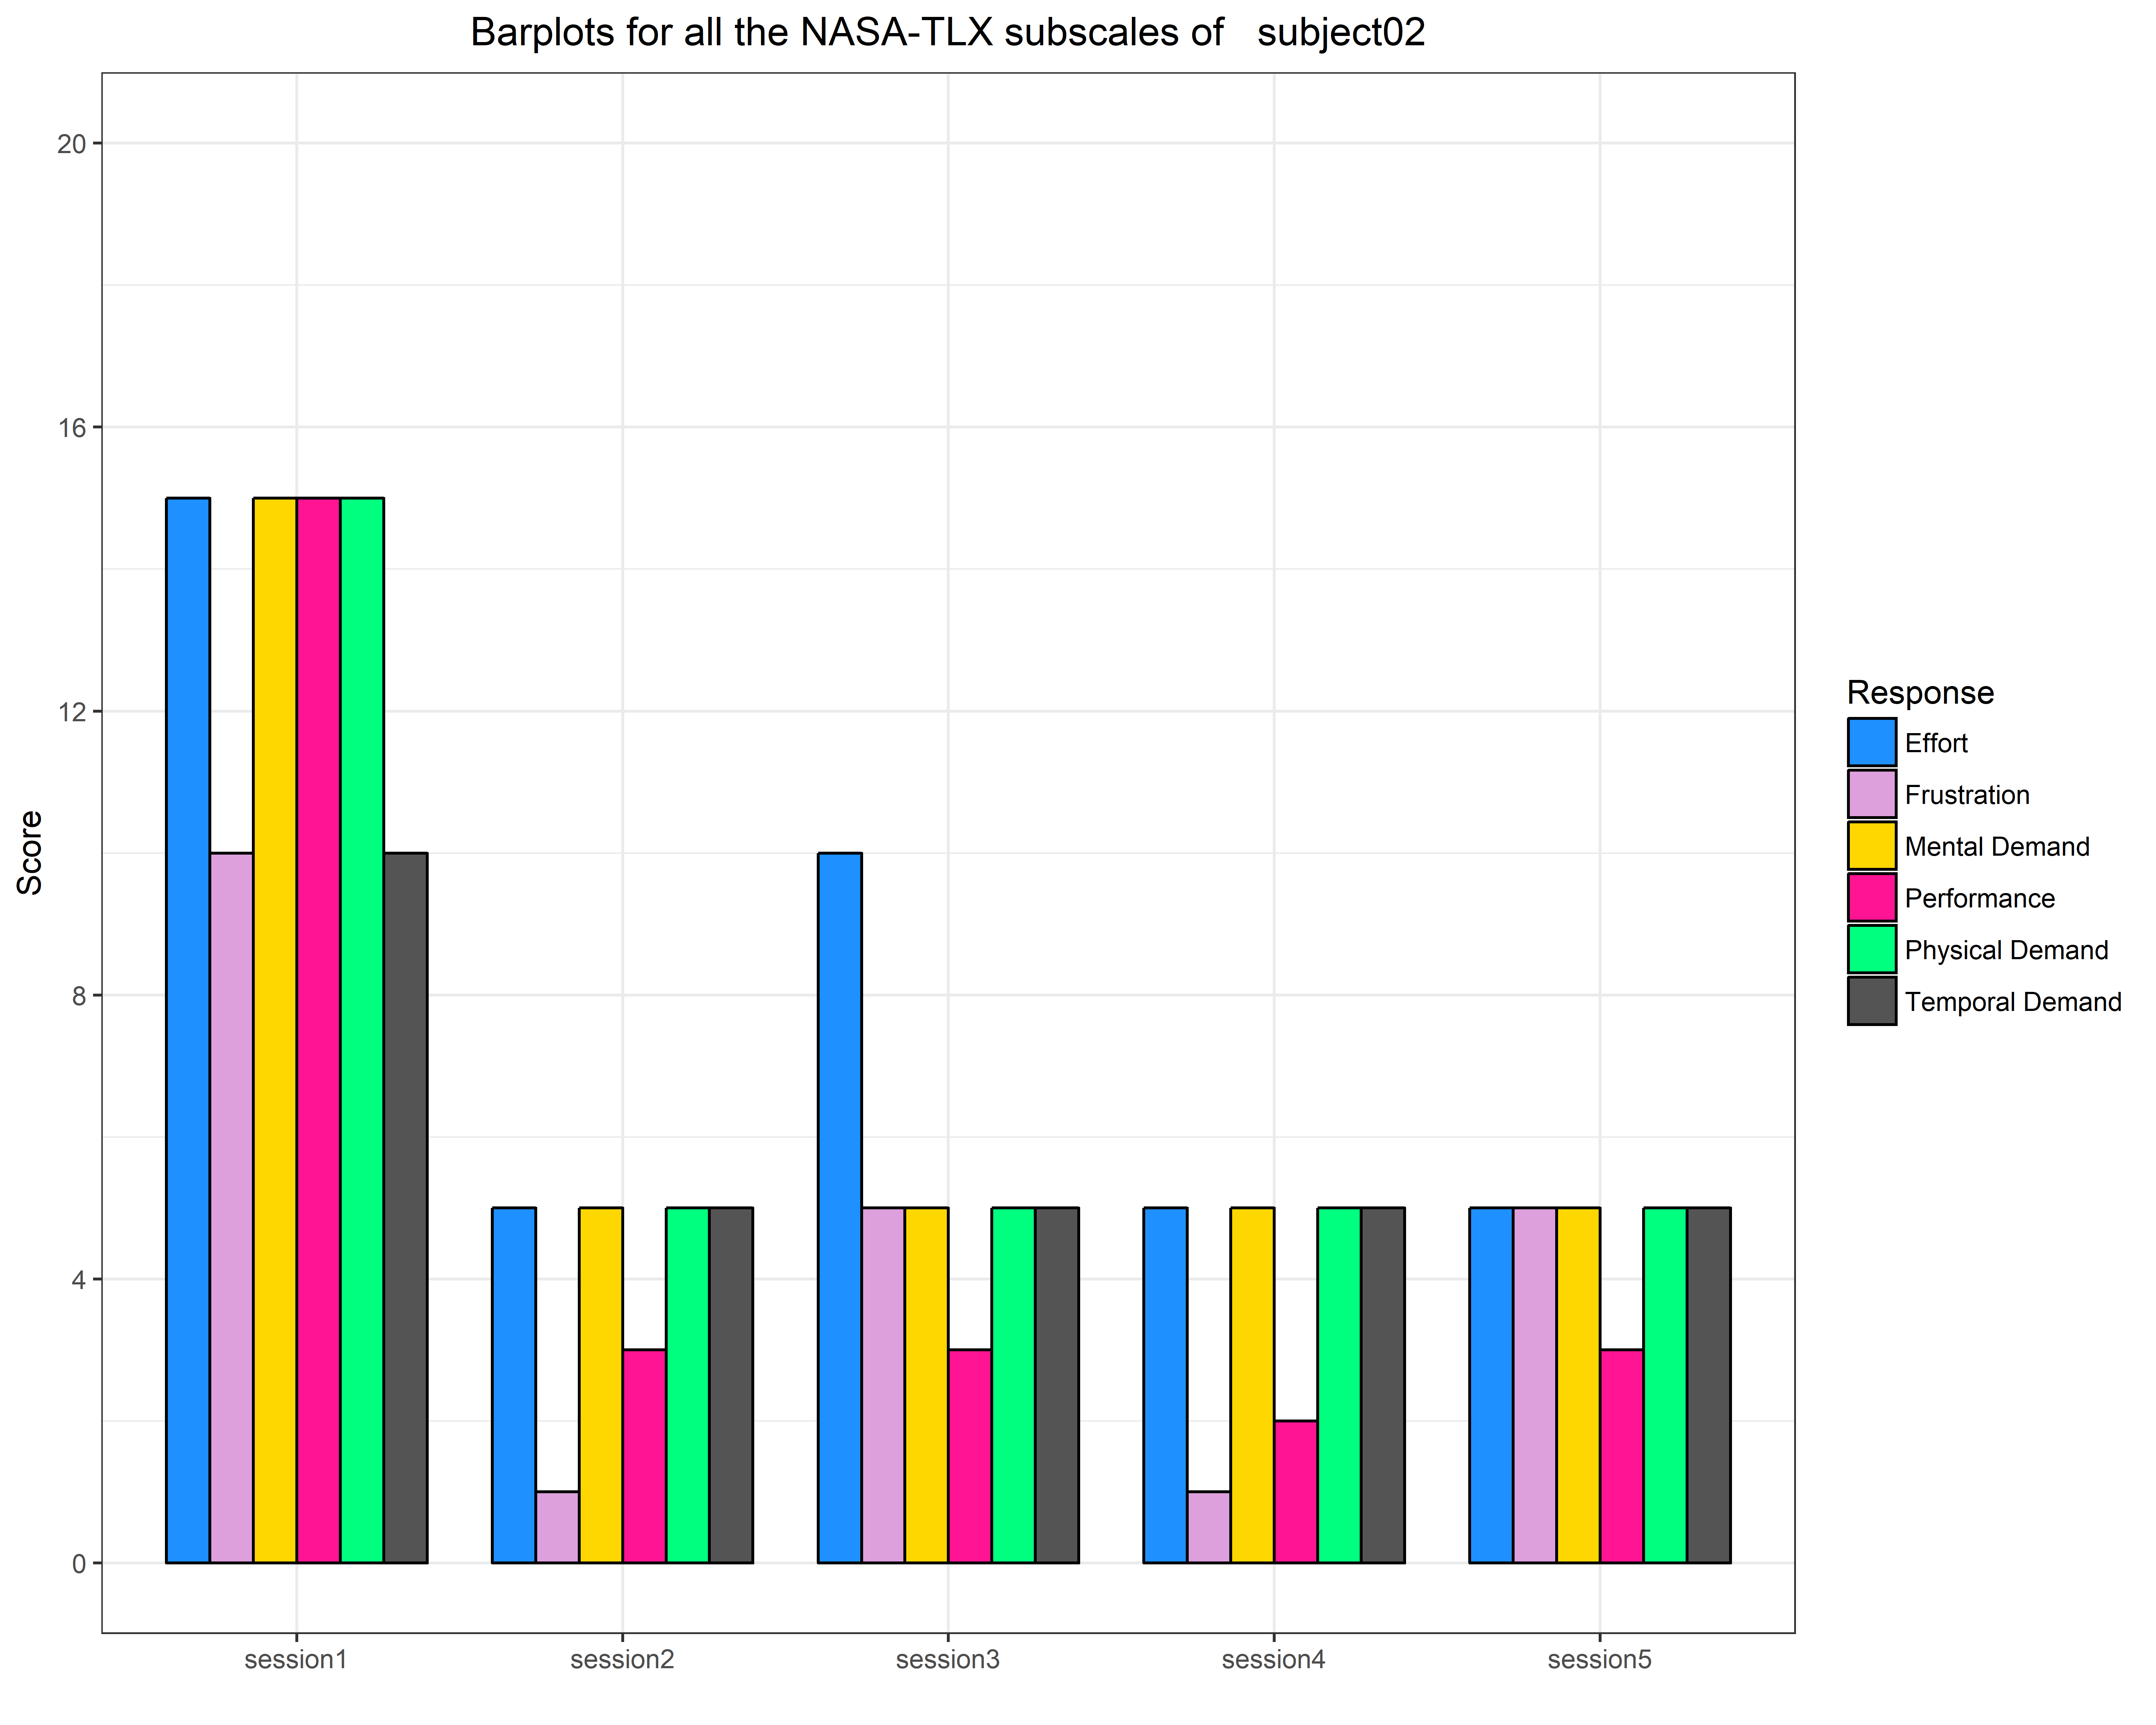 Barplots for all the NASA-TLX subscales of   subject02
Score
20
16
12
8
4
0
session1 session2 session3 session4 session5
Response
Effort
Frustration
Mental Demand
Performance
Physical Demand
Temporal Demand